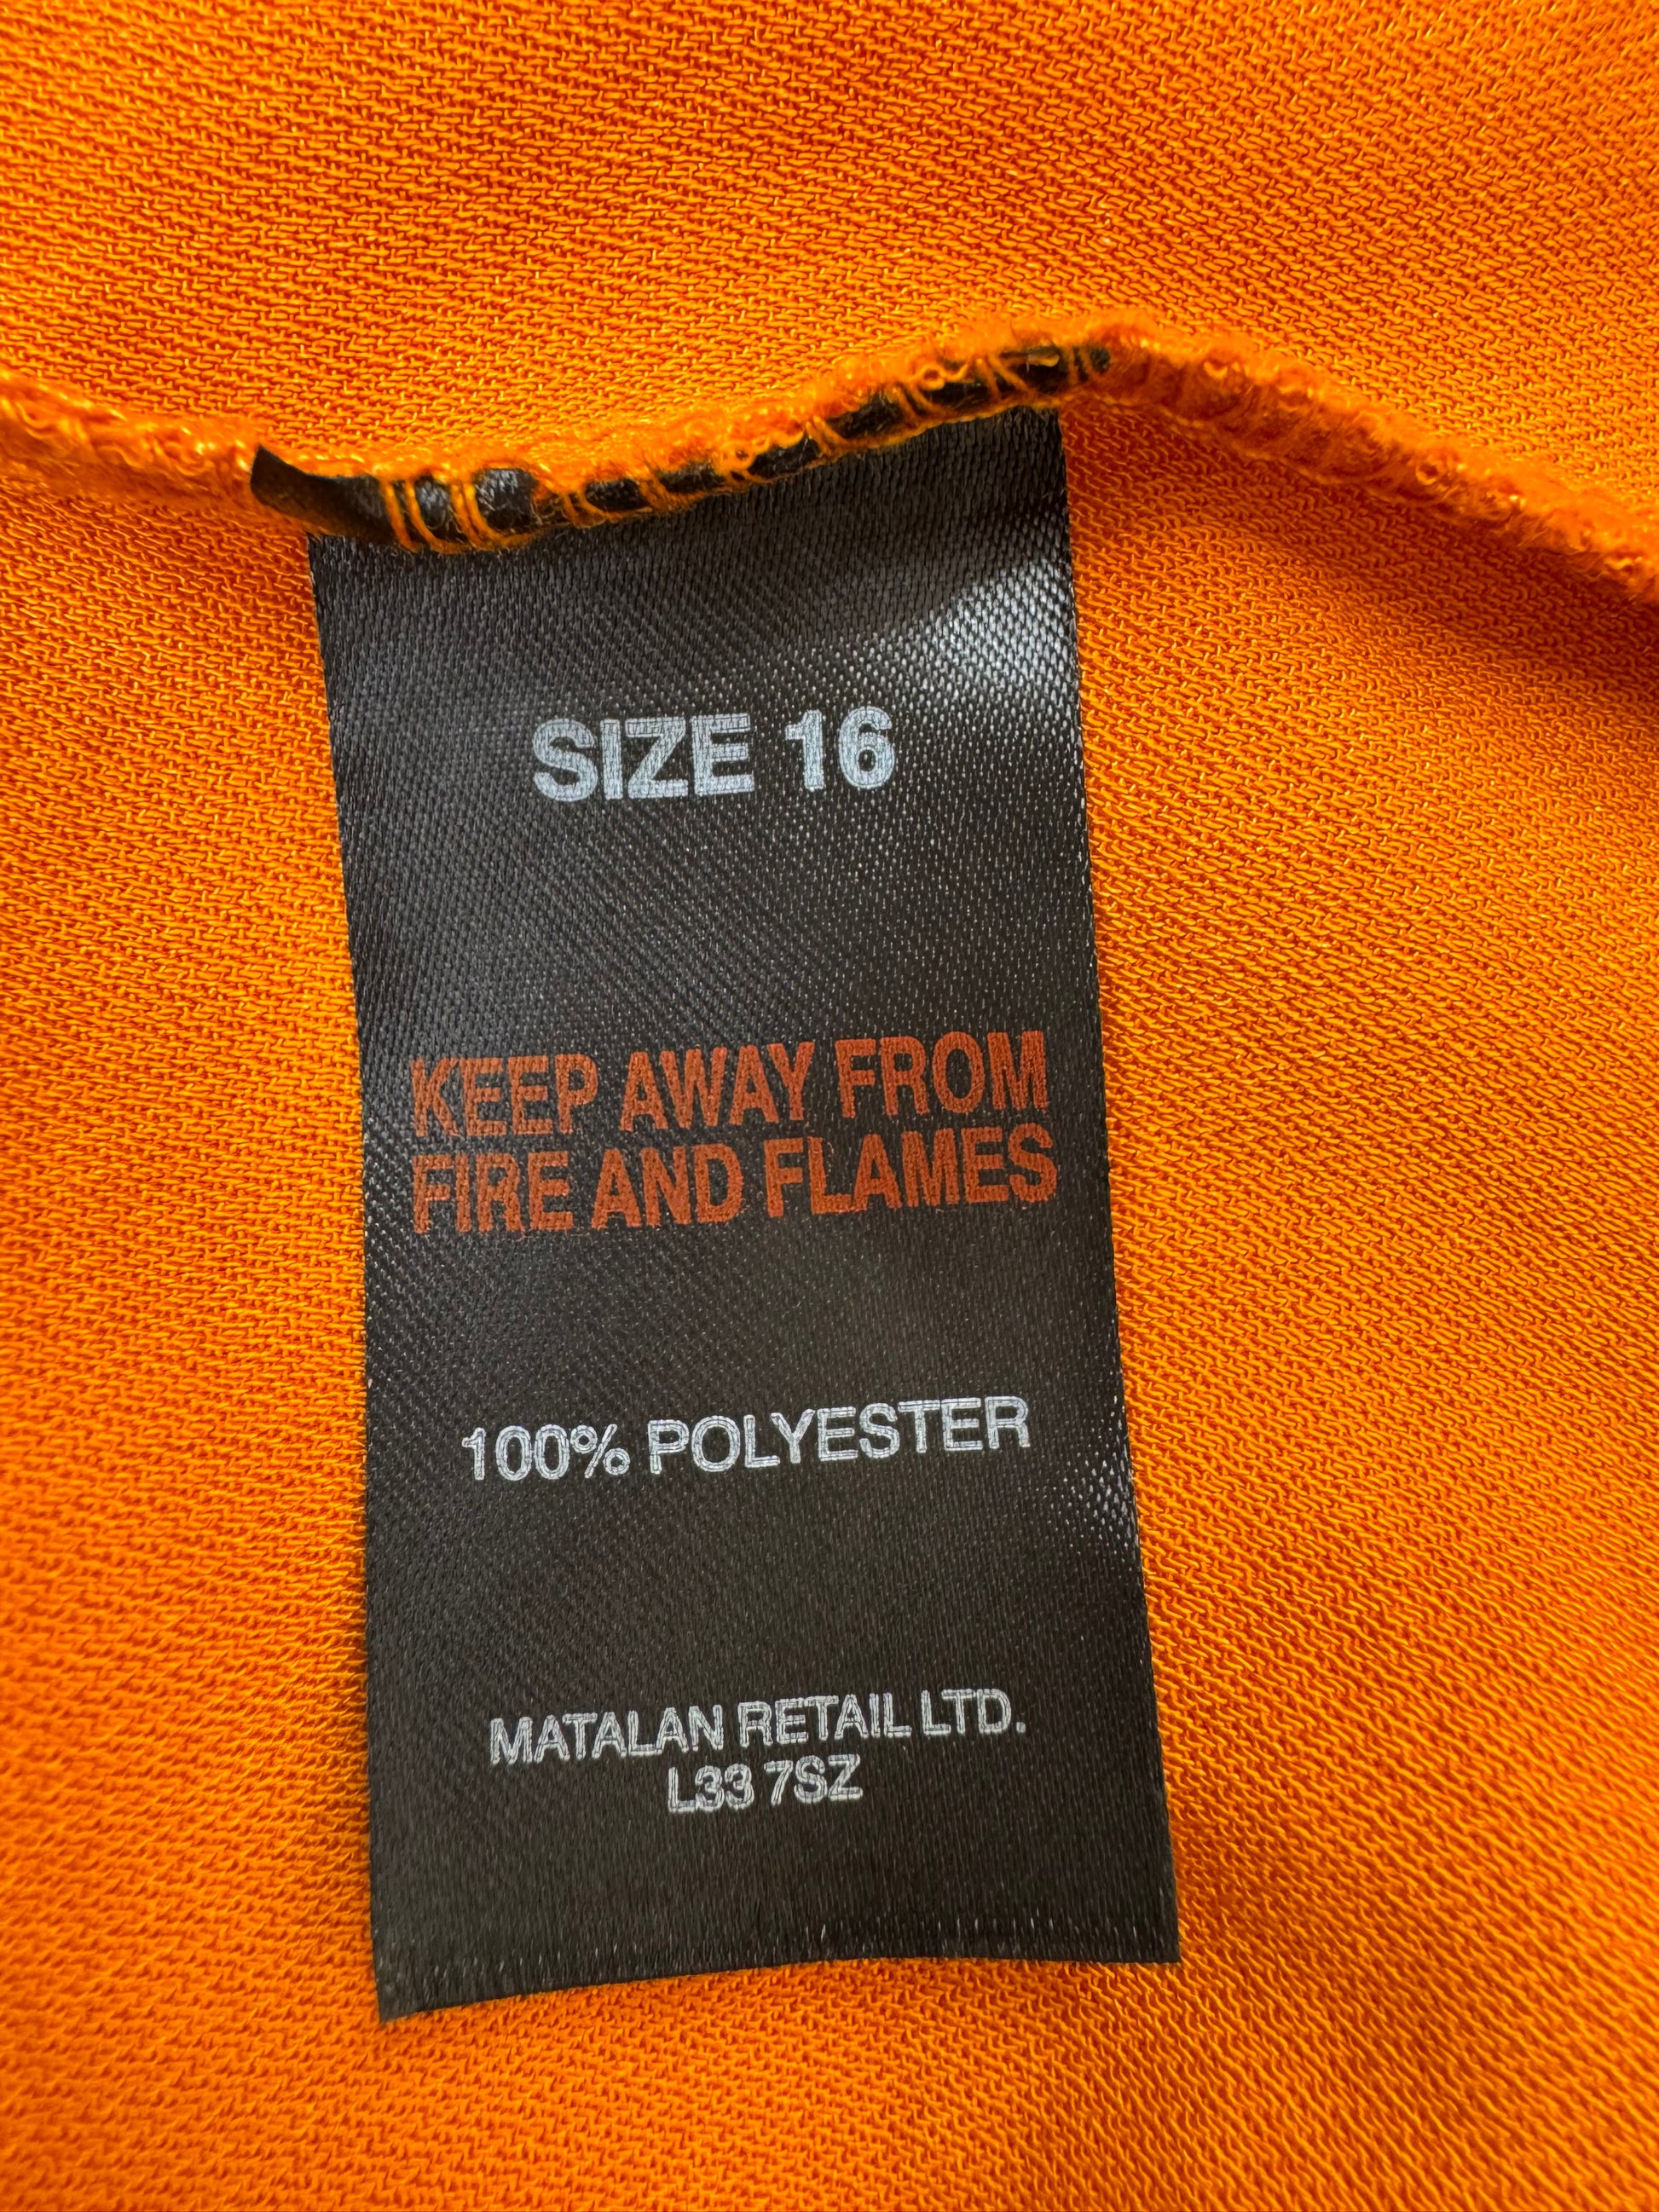 SIZE 16
KEEP AWAY FROM
FIRE AND FLAMES
100% POLYESTER
MATALAN RETAIL LTD.
L33 7SZ